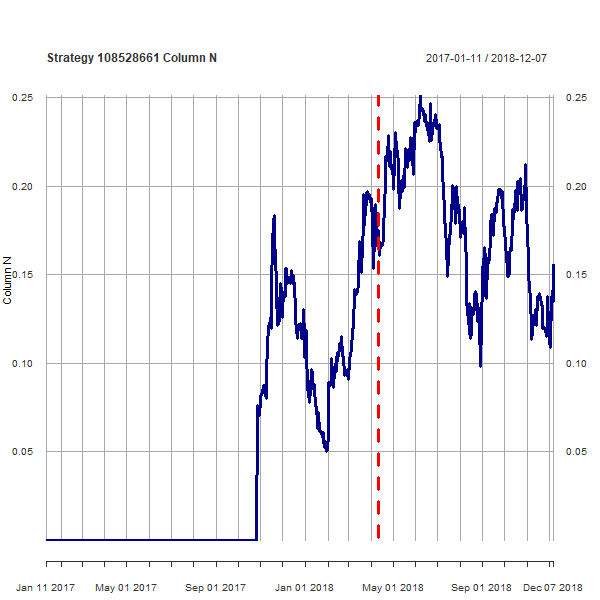 Strategy 108528661 Column N
2017-01-11 / 2018-12-07
0.25
0.25
0.20
0.20
0.15
0.15
0.10
0.10
0.05
0.05
Column N
Jan 11 2017
May 01 2017
Sep 01 2017
Jan 01 2018
May 01 2018
Sep 01 2018
Dec 07 2018